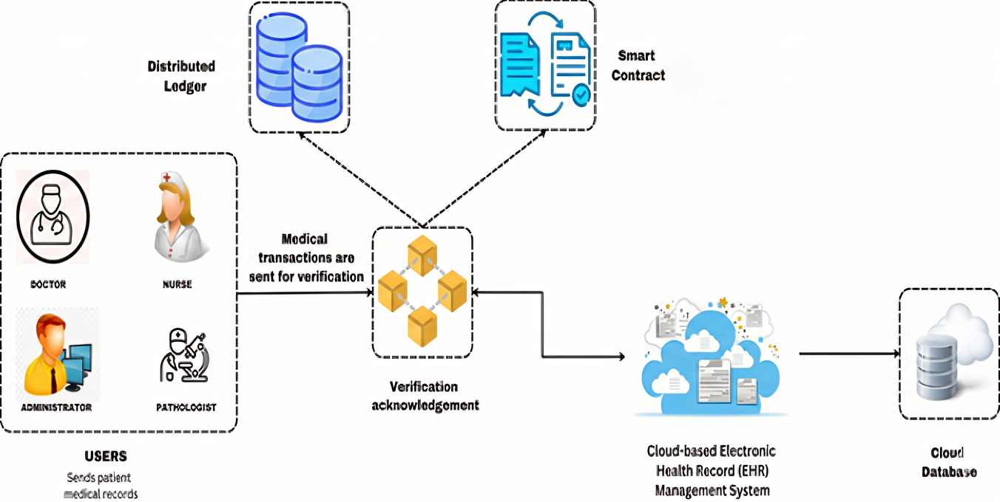 Distributed
Ledger
Smart
Contract
DOCTOR
NURSE
ADMINISTRATOR
PATHOLOGIST
USERS
Sends patient
medical records
Medical
transactions are
sent for verification
Verification
acknowledgement
Cloud-based Electronic
Health Record (EHR)
Management System
Cloud
Database